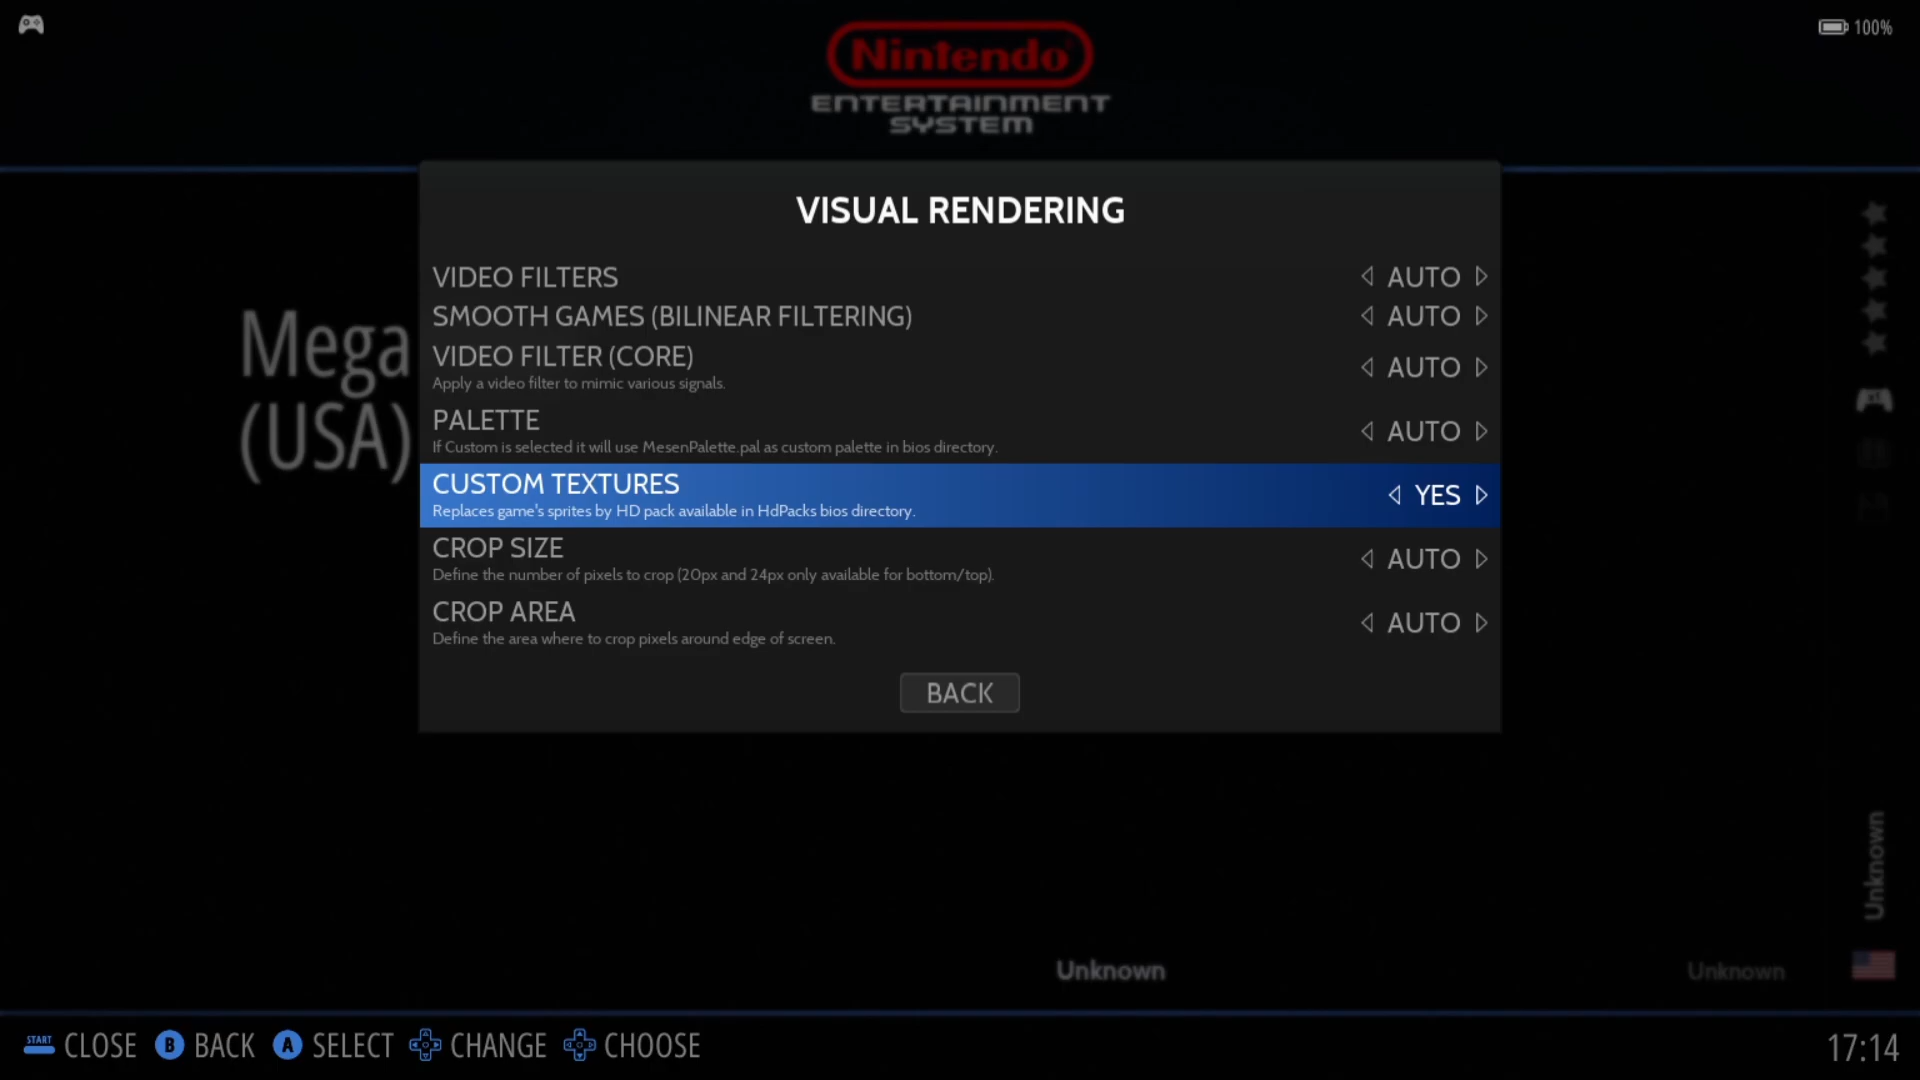 100%
Nintendo
ENTERTAINMENT
SYSTEM
VISUAL RENDERING
VIDEO FILTERS AUTO
SMOOTH GAMES (BILINEAR FILTERING) AUTO
VIDEO FILTER (CORE) AUTO
Apply a video filter to mimic various signals.
PALETTE AUTO
If Custom is selected it will use MesenPalette.pal as custom palette in bios directory.
CUSTOM TEXTURES YES
Replaces game's sprites by HD pack available in HdPacks bios directory.
CROP SIZE AUTO
Define the number of pixels to crop (20px and 24px only available for bottom/top).
CROP AREA AUTO
Define the area where to crop pixels around edge of screen.
BACK
Mega
(USA)
Unknown
Unknown
Unknown
START CLOSE B BACK A SELECT CHANGE CHOOSE
17:14